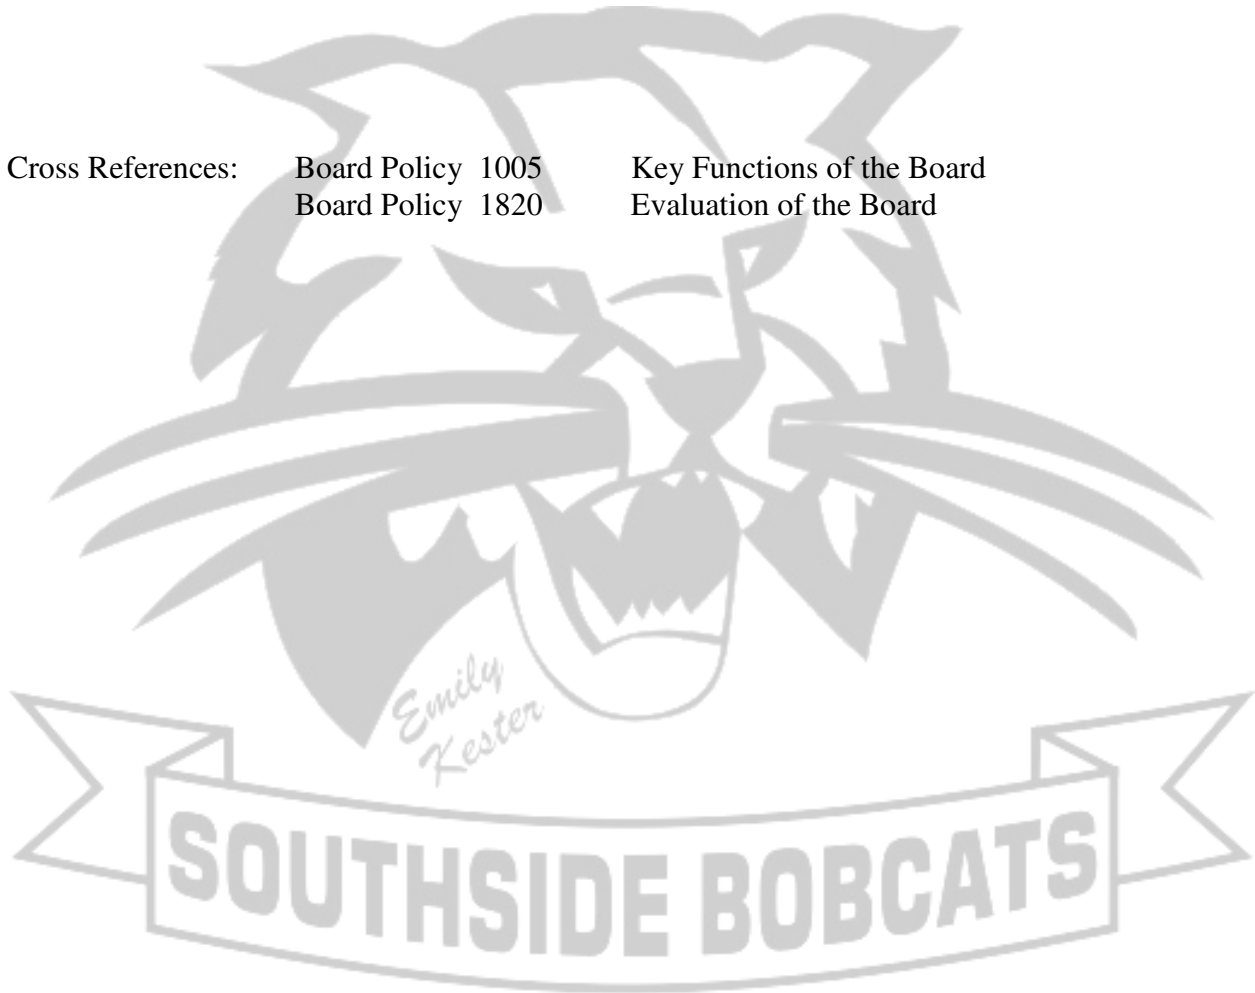 Cross References: Board Policy 1005 Key Functions of the Board
Board Policy 1820 Evaluation of the Board
Emily
Kester
SOUTHSIDE BOBCATS